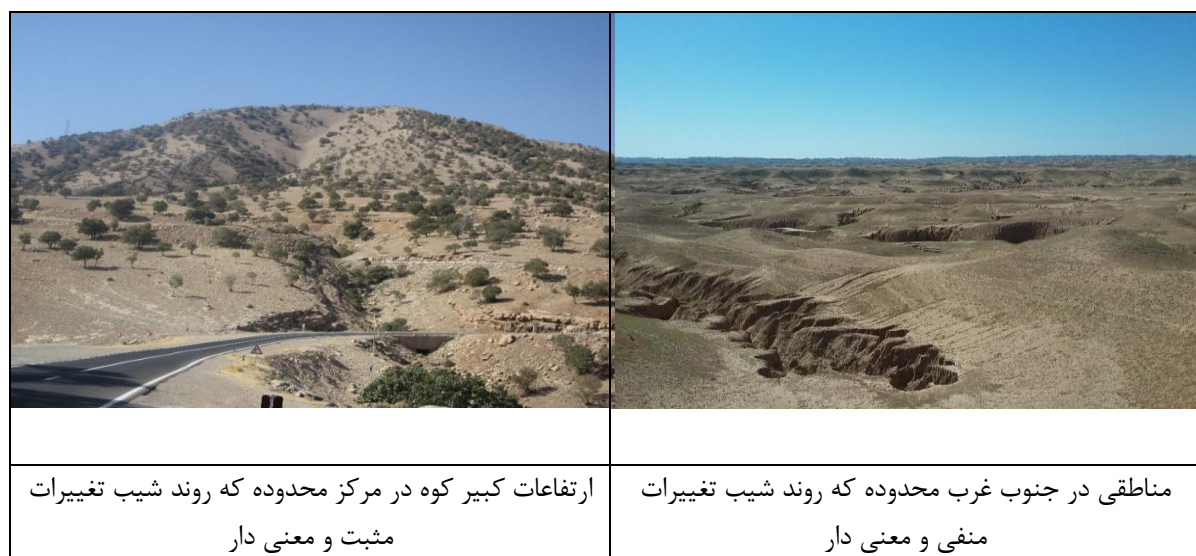 مناطقی در جنوب غرب محدوده که روند شیب تغییرات
منفی و معنی دار
ارتفاعات کبیر کوه در مرکز محدوده که روند شیب تغییرات
مثبت و معنی دار